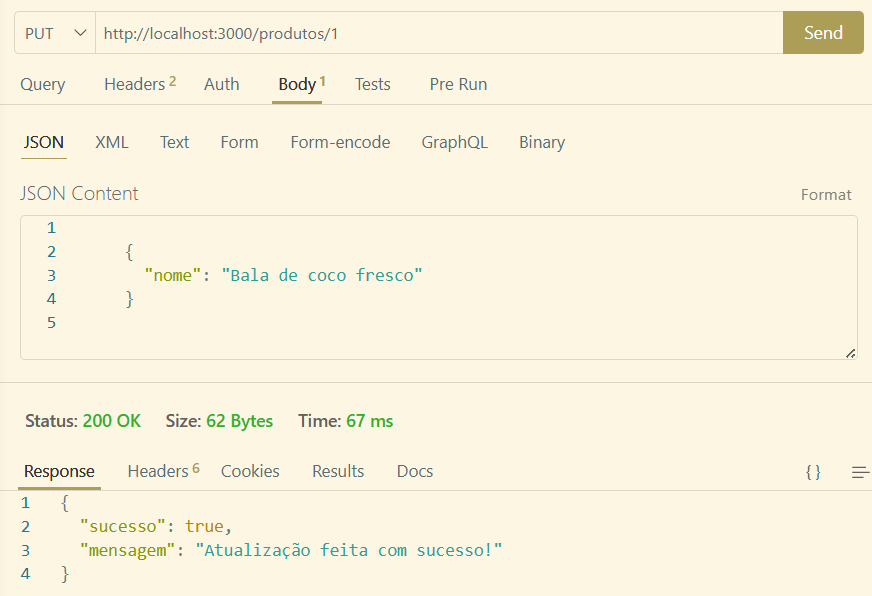 PUT http://localhost:3000/produtos/1 Send
Query Headers 2 Auth Body 1 Tests Pre Run
JSON XML Text Form Form-encode GraphQL Binary
JSON Content Format
1
2 {
3 "nome": "Bala de coco fresco"
4 }
5
Status: 200 OK Size: 62 Bytes Time: 67 ms
Response Headers 6 Cookies Results Docs {}
1 {
2 "sucesso": true,
3 "mensagem": "Atualização feita com sucesso!"
4 }